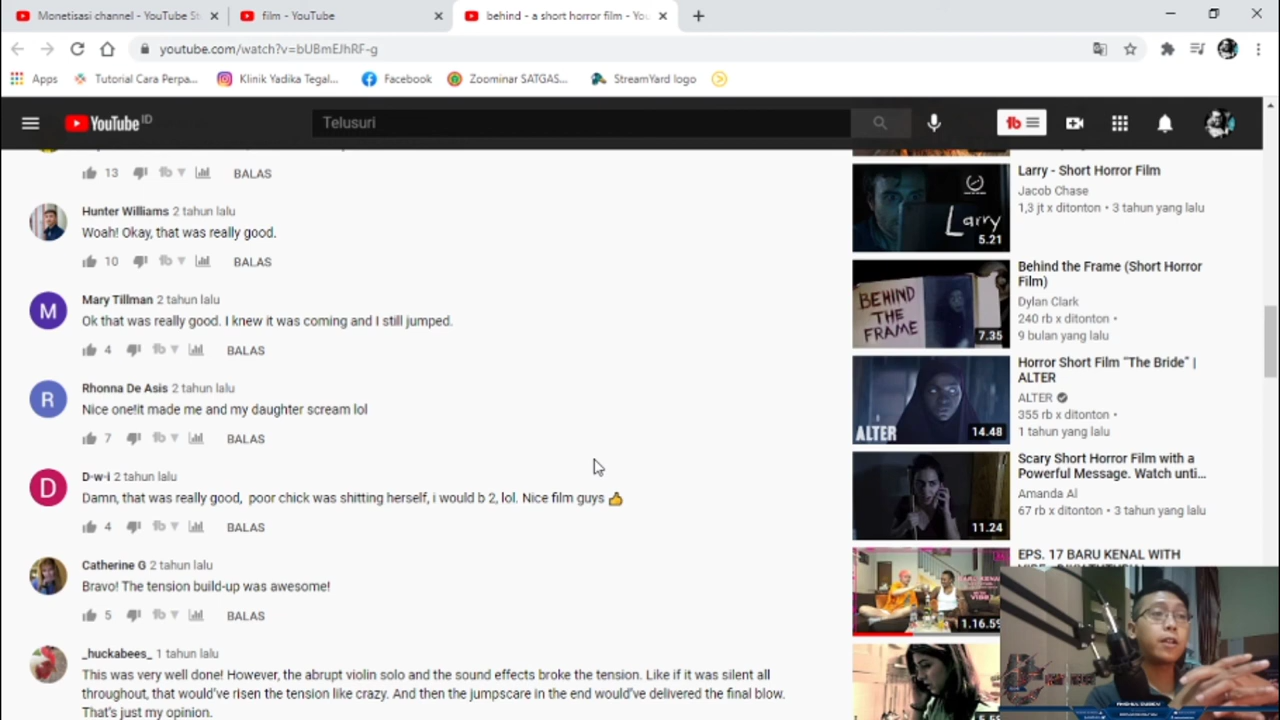 Monetisasi channel - YouTube St
film - YouTube
behind - a short horror film - You
youtube.com/watch?v=bUBmEJhRF-g
Apps
Tutorial Cara Perpa...
Klinik Yadika Tegal...
Facebook
Zoominar SATGAS...
StreamYard logo
YouTube ID
Telusuri
13 BALAS
Hunter Williams 2 tahun lalu
Woah! Okay, that was really good.
10 BALAS
Mary Tillman 2 tahun lalu
Ok that was really good. I knew it was coming and I still jumped.
4 BALAS
Rhonna De Asis 2 tahun lalu
Nice one!it made me and my daughter scream lol
7 BALAS
D-w-i 2 tahun lalu
Damn, that was really good, poor chick was shitting herself, i would b 2, lol. Nice film guys 👍
4 BALAS
Catherine G 2 tahun lalu
Bravo! The tension build-up was awesome!
5 BALAS
_huckabees_ 1 tahun lalu
This was very well done! However, the abrupt violin solo and the sound effects broke the tension. Like if it was silent all
throughout, that would've risen the tension like crazy. And then the jumpscare in the end would've delivered the final blow.
That's just my opinion.
Larry
5.21
Larry - Short Horror Film
Jacob Chase
1,3 jt x ditonton • 3 tahun yang lalu
BEHIND
THE
FRAME
7.35
Behind the Frame (Short Horror
Film)
Dylan Clark
240 rb x ditonton •
9 bulan yang lalu
ALTER
14.48
Horror Short Film "The Bride" |
ALTER
ALTER
355 rb x ditonton •
1 tahun yang lalu
11.24
Scary Short Horror Film with a
Powerful Message. Watch unti...
Amanda Al
67 rb x ditonton • 3 tahun yang lalu
1.16.59
EPS. 17 BARU KENAL WITH